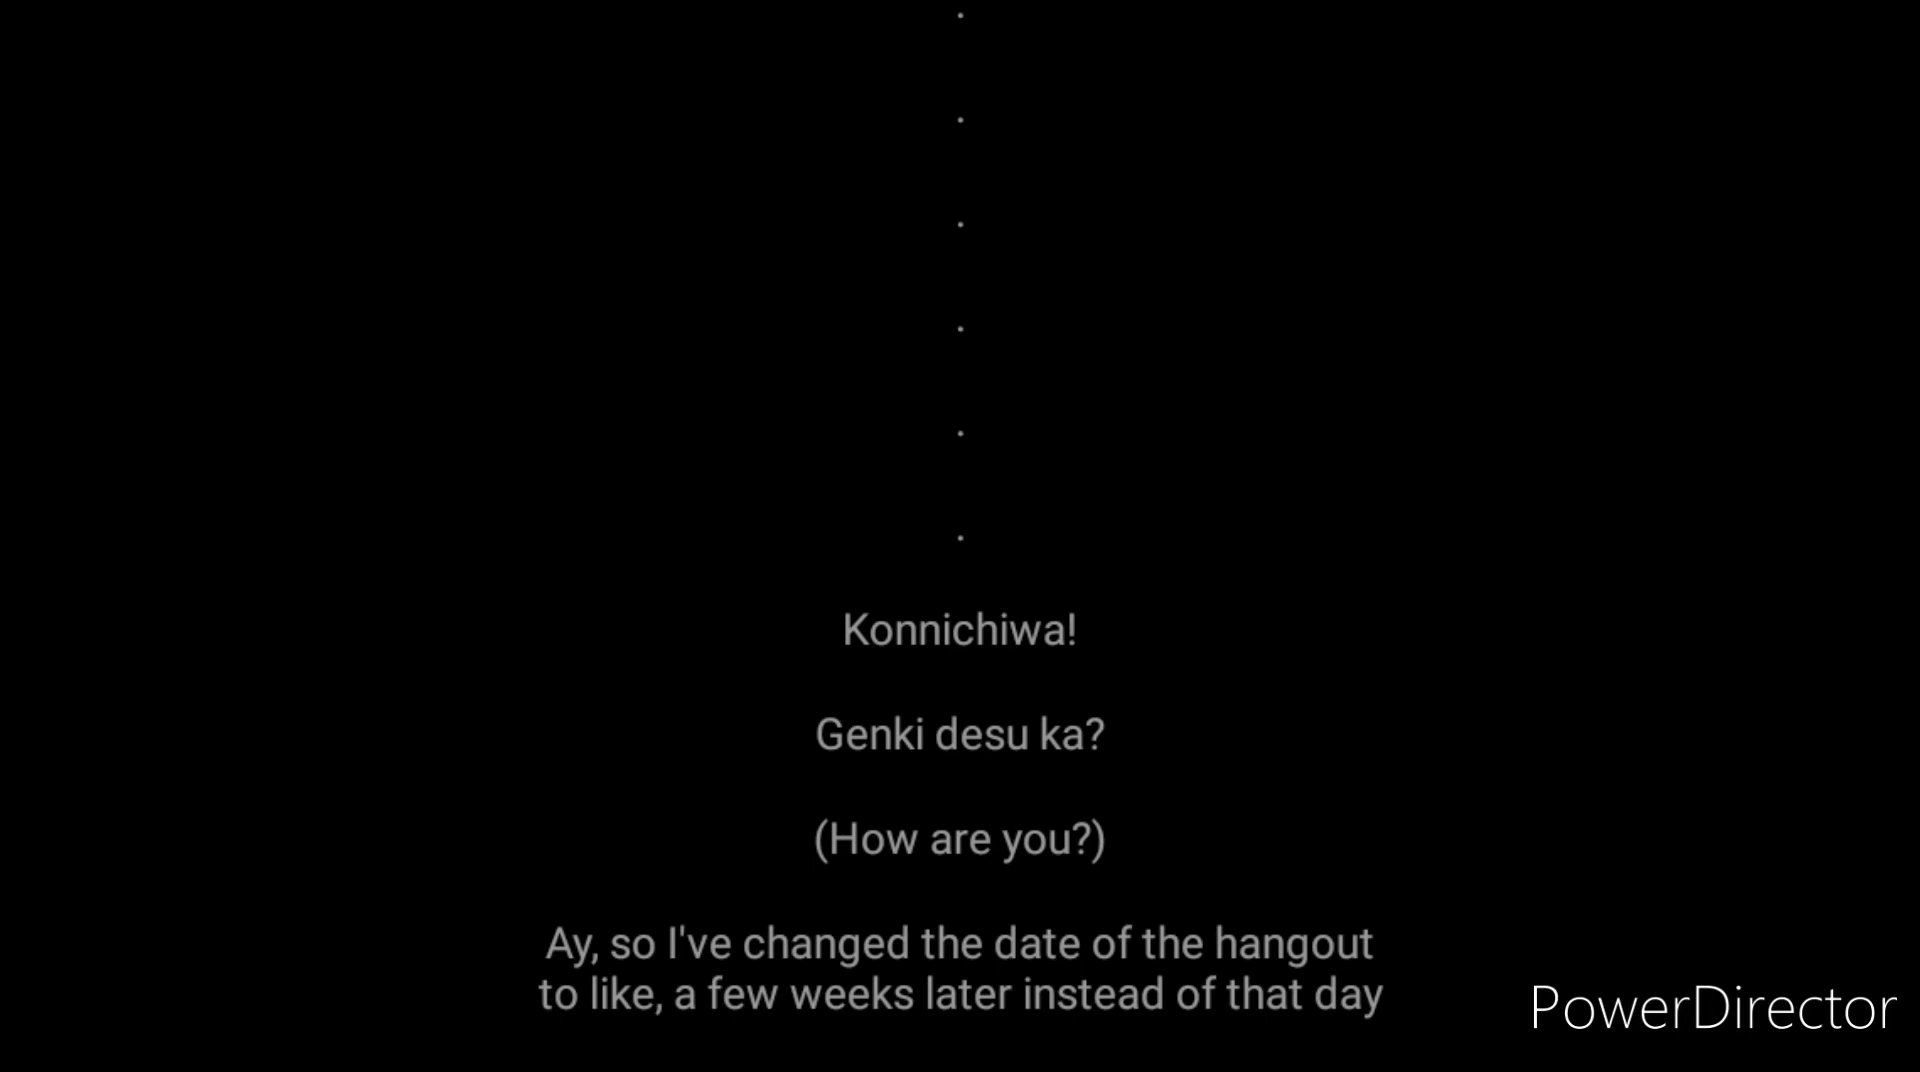 .
.
.
.
.
.
Konnichiwa!
Genki desu ka?
(How are you?)
Ay, so I've changed the date of the hangout
to like, a few weeks later instead of that day
PowerDirector